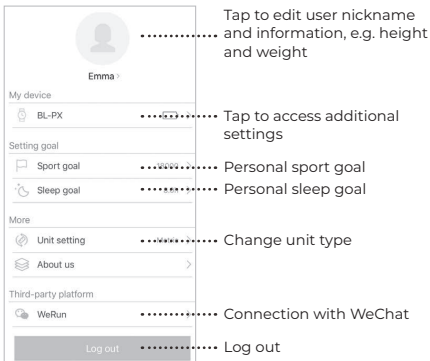 Tap to edit user nickname
and information, e.g. height
and weight
Emma
My device
BL-PX
Tap to access additional
settings
Setting goal
Sport goal
Personal sport goal
Sleep goal
Personal sleep goal
More
Unit setting
Change unit type
About us
Third-party platform
WeRun
Connection with WeChat
Log out
Log out